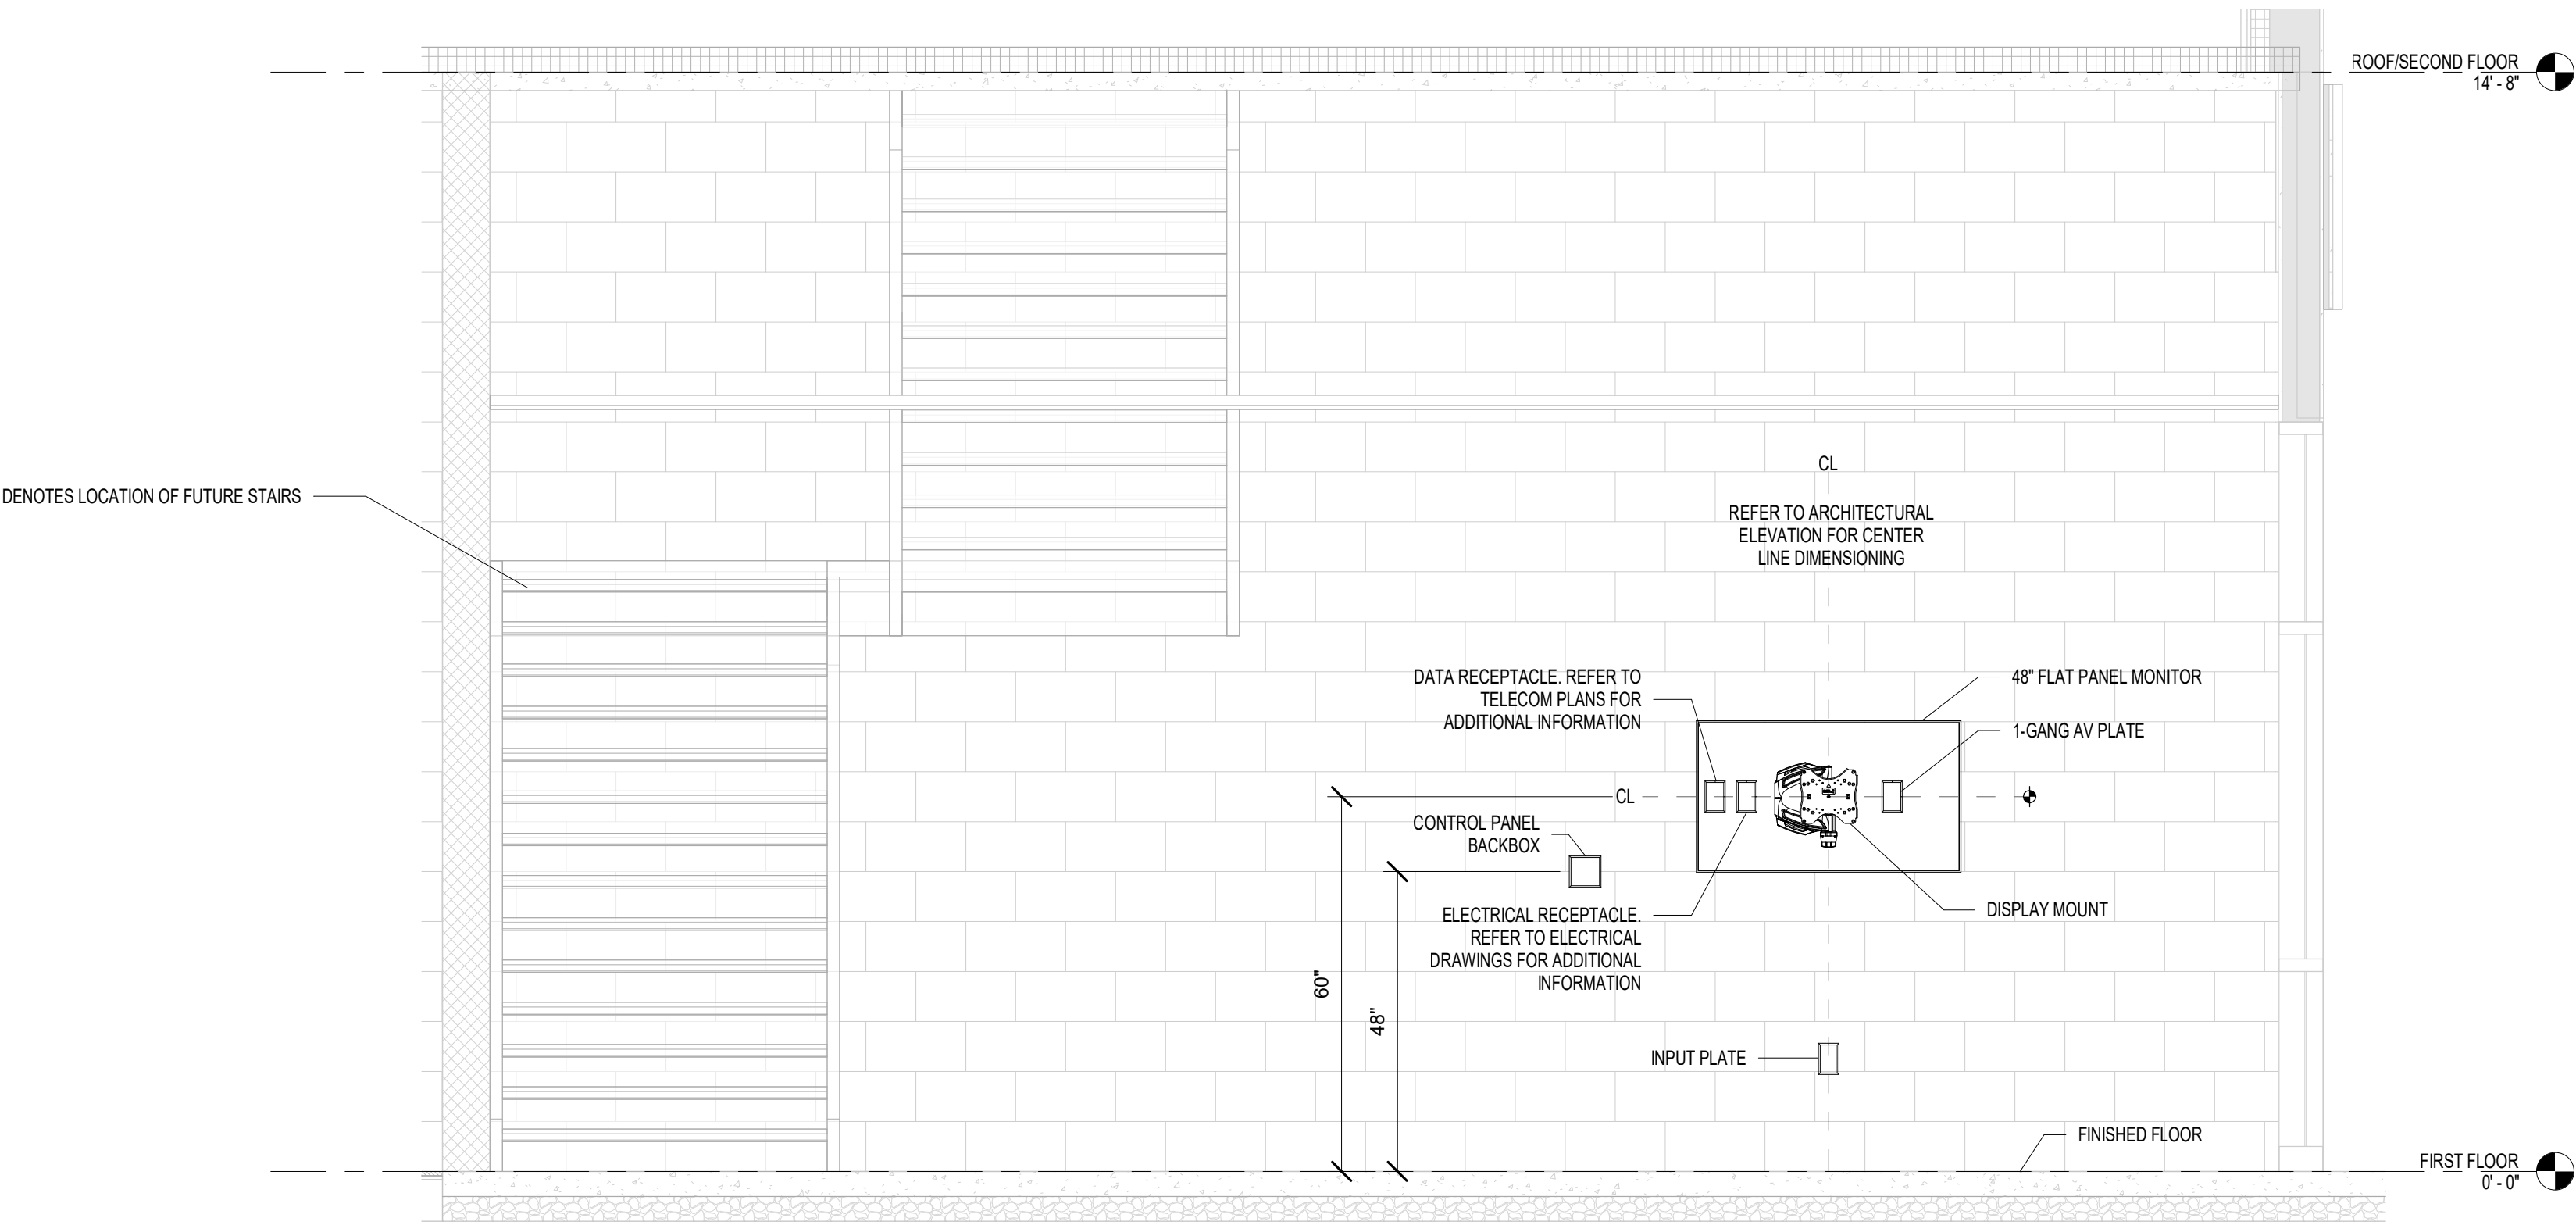 ROOF/SECOND FLOOR
14' - 8"
CL
REFER TO ARCHITECTURAL
ELEVATION FOR CENTER
LINE DIMENSIONING
DENOTES LOCATION OF FUTURE STAIRS
DATA RECEPTACLE. REFER TO
TELECOM PLANS FOR
ADDITIONAL INFORMATION
48" FLAT PANEL MONITOR
1-GANG AV PLATE
CL
CONTROL PANEL
BACKBOX
ELECTRICAL RECEPTACLE.
REFER TO ELECTRICAL
DRAWINGS FOR ADDITIONAL
INFORMATION
DISPLAY MOUNT
60"
48"
INPUT PLATE
FINISHED FLOOR
FIRST FLOOR
0' - 0"